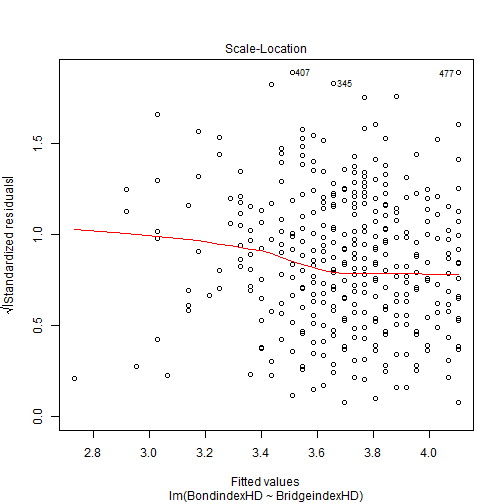 Scale-Location
√|Standardized residuals|
1.5
1.0
0.5
0.0
407
345
477
2.8 3.0 3.2 3.4 3.6 3.8 4.0
Fitted values
lm(BondindexHD ~ BridgeindexHD)